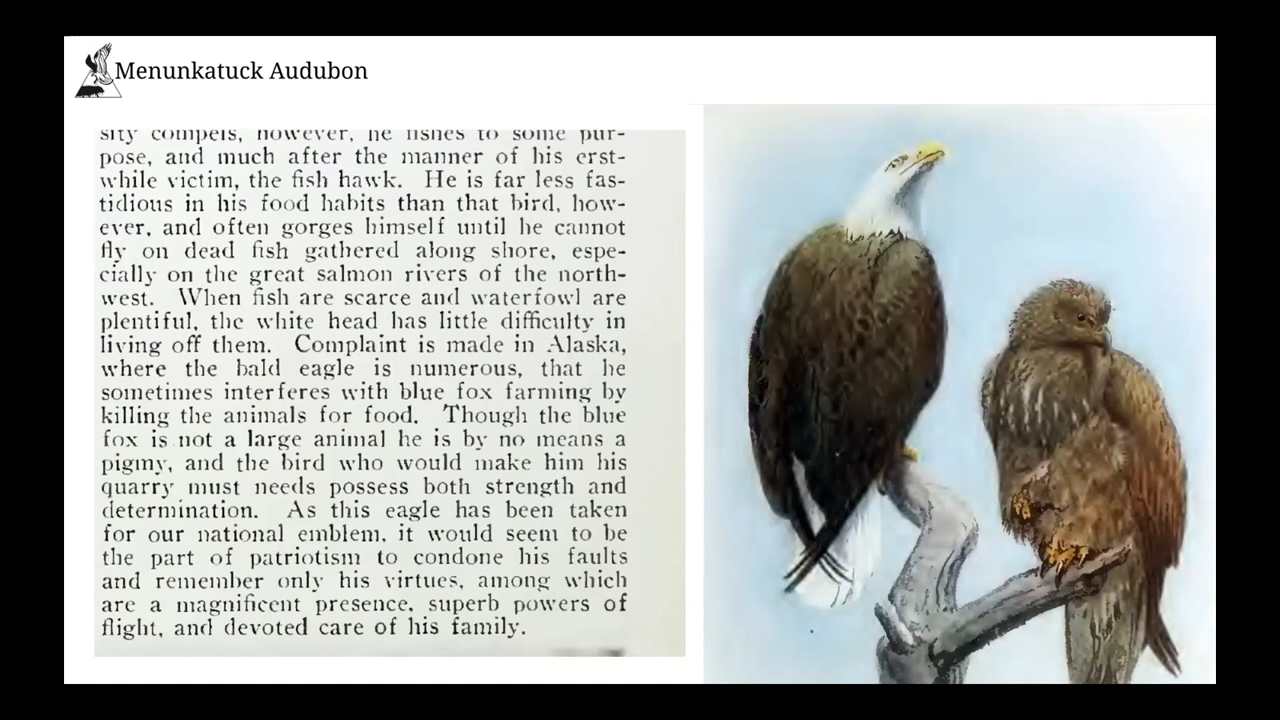 Menunkatuck Audubon
sity compels, however, he fishes to some pur-
pose, and much after the manner of his erst-
while victim, the fish hawk. He is far less fas-
tidious in his food habits than that bird, how-
ever, and often gorges himself until he cannot
fly on dead fish gathered along shore, espe-
cially on the great salmon rivers of the north-
west. When fish are scarce and waterfowl are
plentiful, the white head has little difficulty in
living off them. Complaint is made in Alaska,
where the bald eagle is numerous, that he
sometimes interferes with blue fox farming by
killing the animals for food. Though the blue
fox is not a large animal he is by no means a
pigmy, and the bird who would make him his
quarry must needs possess both strength and
determination. As this eagle has been taken
for our national emblem, it would seem to be
the part of patriotism to condone his faults
and remember only his virtues, among which
are a magnificent presence, superb powers of
flight, and devoted care of his family.